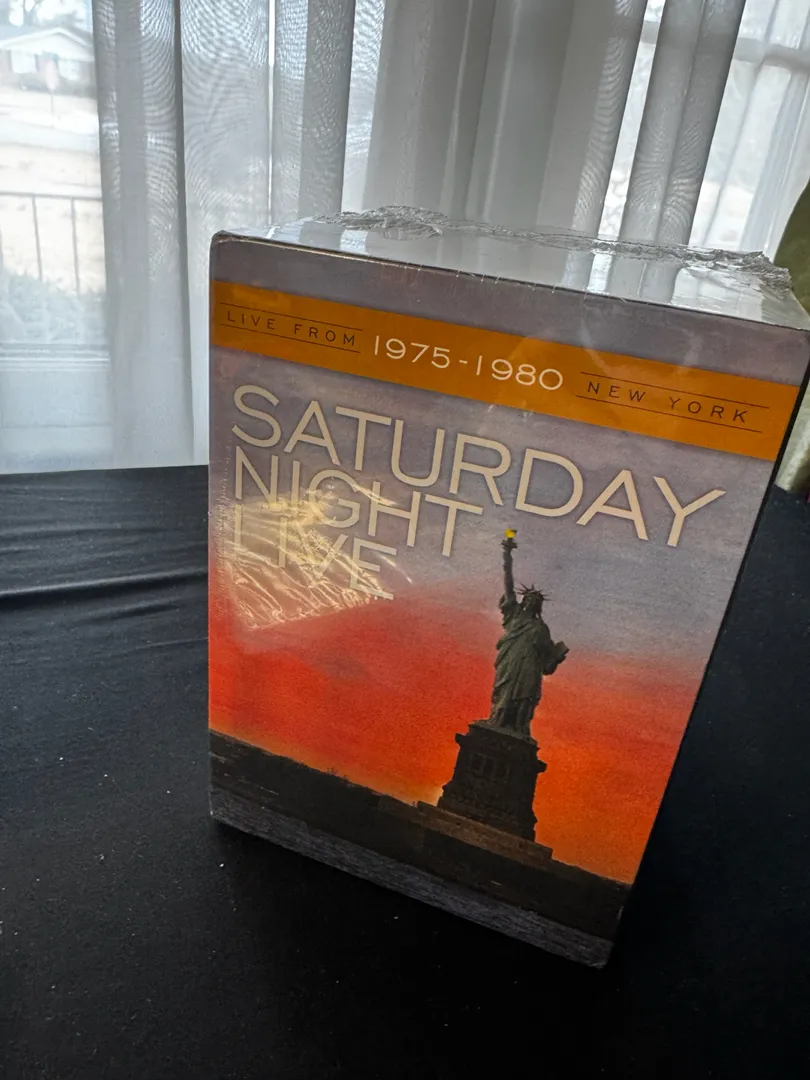 LIVE FROM 1975-1980 NEW YORK
SATURDAY
NIGHT
LIVE